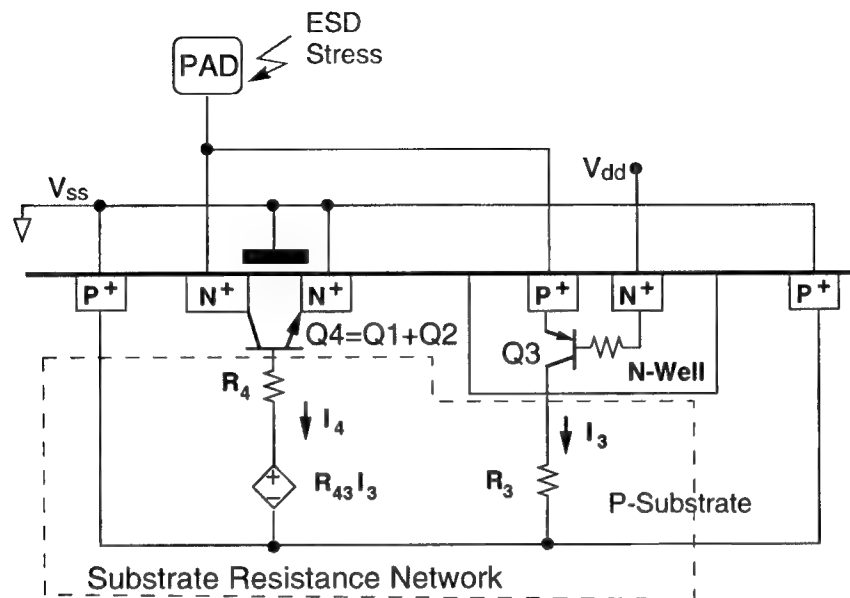 ESD
Stress
PAD
Vdd
Vss
P+
N+
N+
P+
N+
P+
Q4=Q1+Q2
Q3
N-Well
R4
I4
I3
R43I3
R3
P-Substrate
Substrate Resistance Network